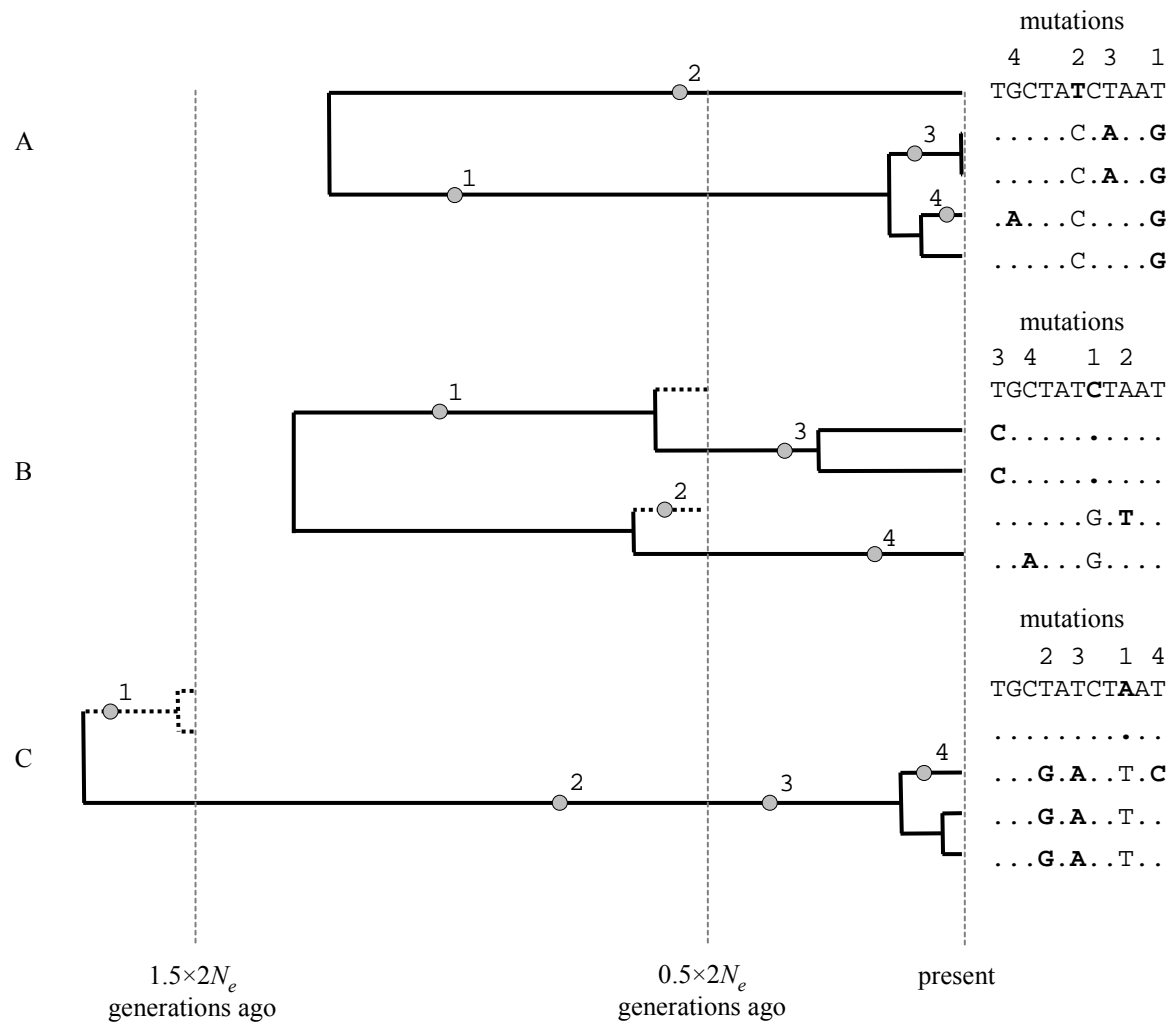 mutations
4 2 3 1
TGCTATCTAAT
.....C.A..G
.....C.A..G
.A...C....G
.....C....G
A
2
3
1
4
mutations
3 4 1 2
TGCTATCTAAT
C..........
C..........
......G.T..
..A...G....
B
1
3
2
4
mutations
2 3 1 4
TGCTATCTAAT
...........
...G.A..T.C
...G.A..T..
...G.A..T..
C
1
4
2
3
1.5×2Ne
generations ago
0.5×2Ne
generations ago
present